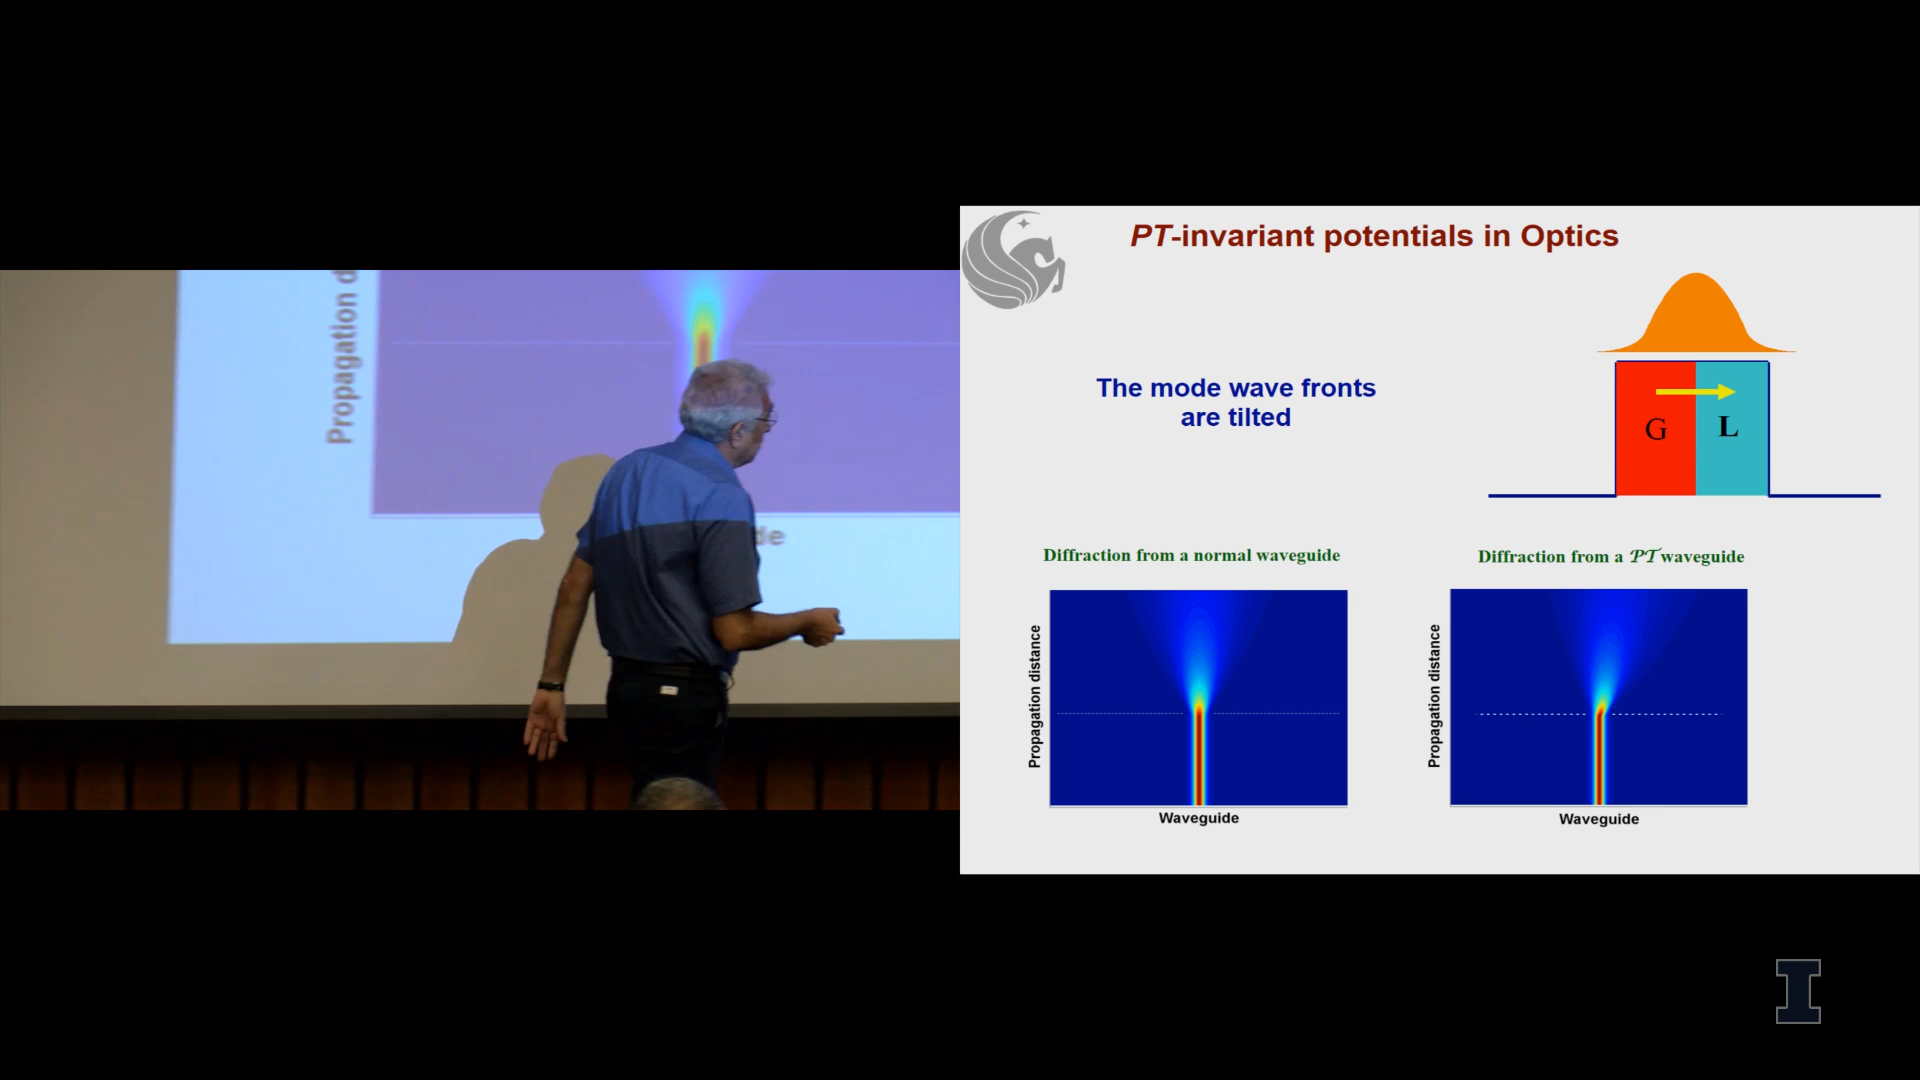 Propagation d
de
PT-invariant potentials in Optics
The mode wave fronts
are tilted
G
L
Diffraction from a normal waveguide
Diffraction from a PT waveguide
Propagation distance
Waveguide
Propagation distance
Waveguide
I